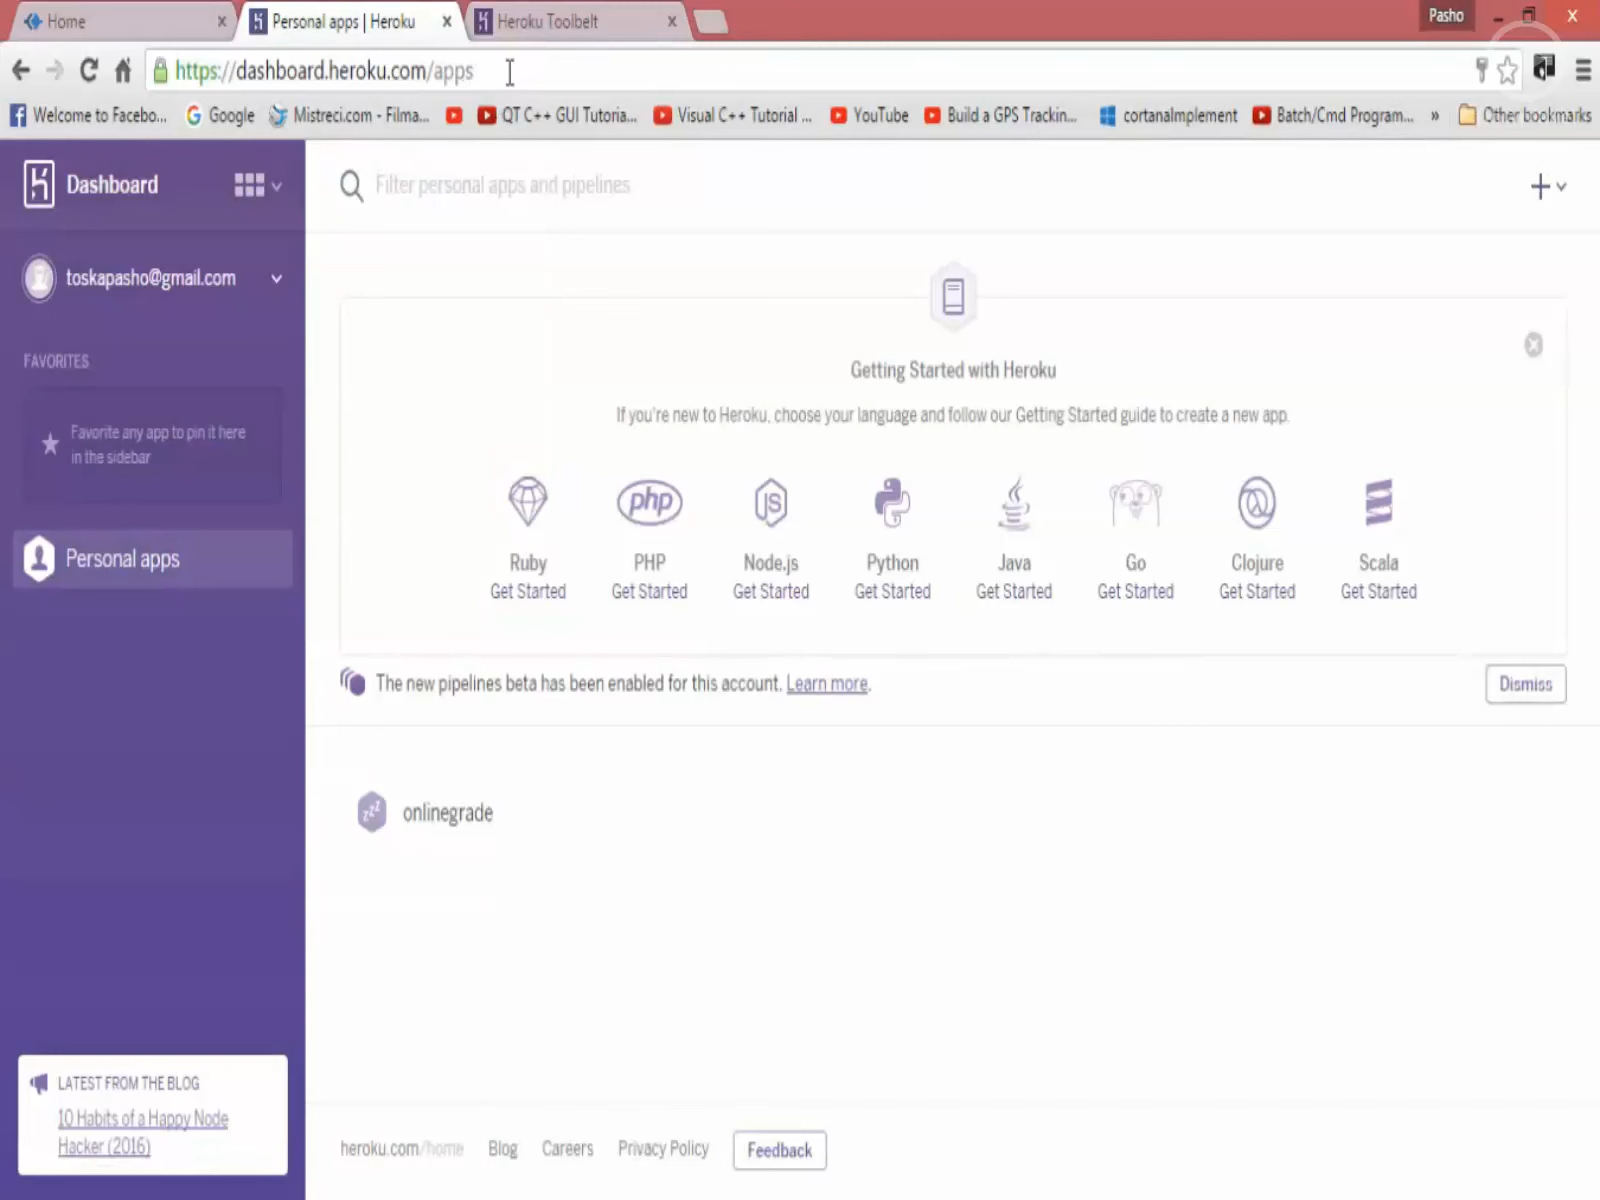 Home
Personal apps | Heroku
Heroku Toolbelt
Pasho
https://dashboard.heroku.com/apps
Welcome to Facebo...
Google
Mistreci.com - Filma...
QT C++ GUI Tutoria...
Visual C++ Tutorial ...
YouTube
Build a GPS Trackin...
cortanaImplement
Batch/Cmd Program...
»
Other bookmarks
Dashboard
Filter personal apps and pipelines
toskapasho@gmail.com
FAVORITES
Favorite any app to pin it here
in the sidebar
Personal apps
Getting Started with Heroku
If you're new to Heroku, choose your language and follow our Getting Started guide to create a new app.
php
JS
Ruby
PHP
Node.js
Python
Java
Go
Clojure
Scala
Get Started
Get Started
Get Started
Get Started
Get Started
Get Started
Get Started
Get Started
The new pipelines beta has been enabled for this account. Learn more.
Dismiss
zzz
onlinegrade
LATEST FROM THE BLOG
10 Habits of a Happy Node
Hacker (2016)
heroku.com/home
Blog
Careers
Privacy Policy
Feedback